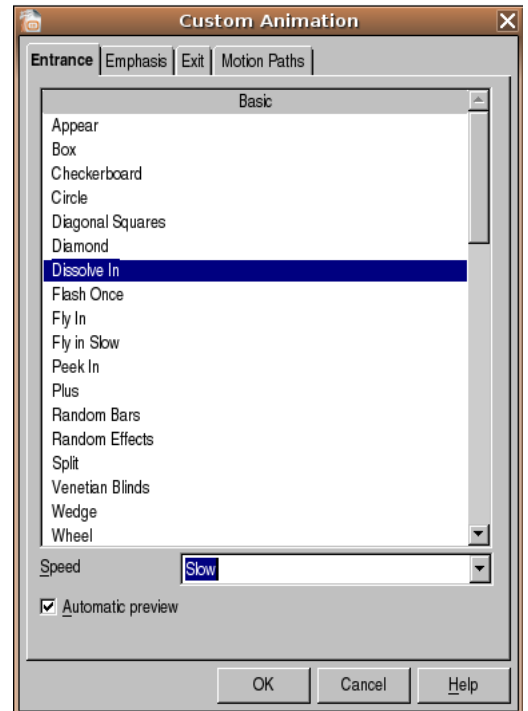 Custom Animation
Entrance Emphasis Exit Motion Paths
Basic
Appear
Box
Checkerboard
Circle
Diagonal Squares
Diamond
Dissolve In
Flash Once
Fly In
Fly in Slow
Peek In
Plus
Random Bars
Random Effects
Split
Venetian Blinds
Wedge
Wheel
Speed Slow
Automatic preview
OK Cancel Help